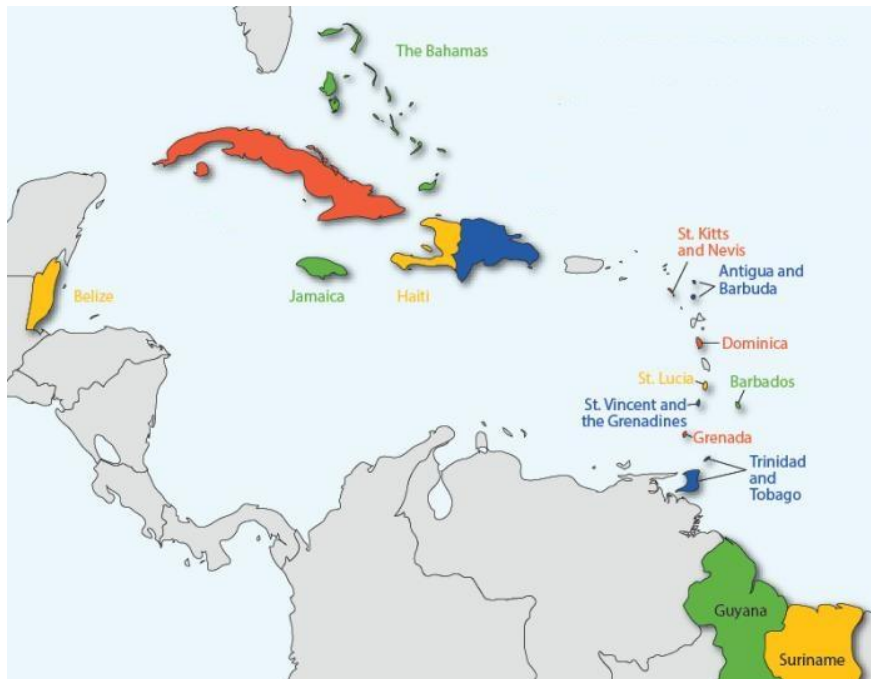 The Bahamas
St. Kitts
and Nevis
Antigua and
Barbuda
Belize
Jamaica
Haiti
Dominica
St. Lucia
Barbados
St. Vincent and
the Grenadines
Grenada
Trinidad
and
Tobago
Guyana
Suriname